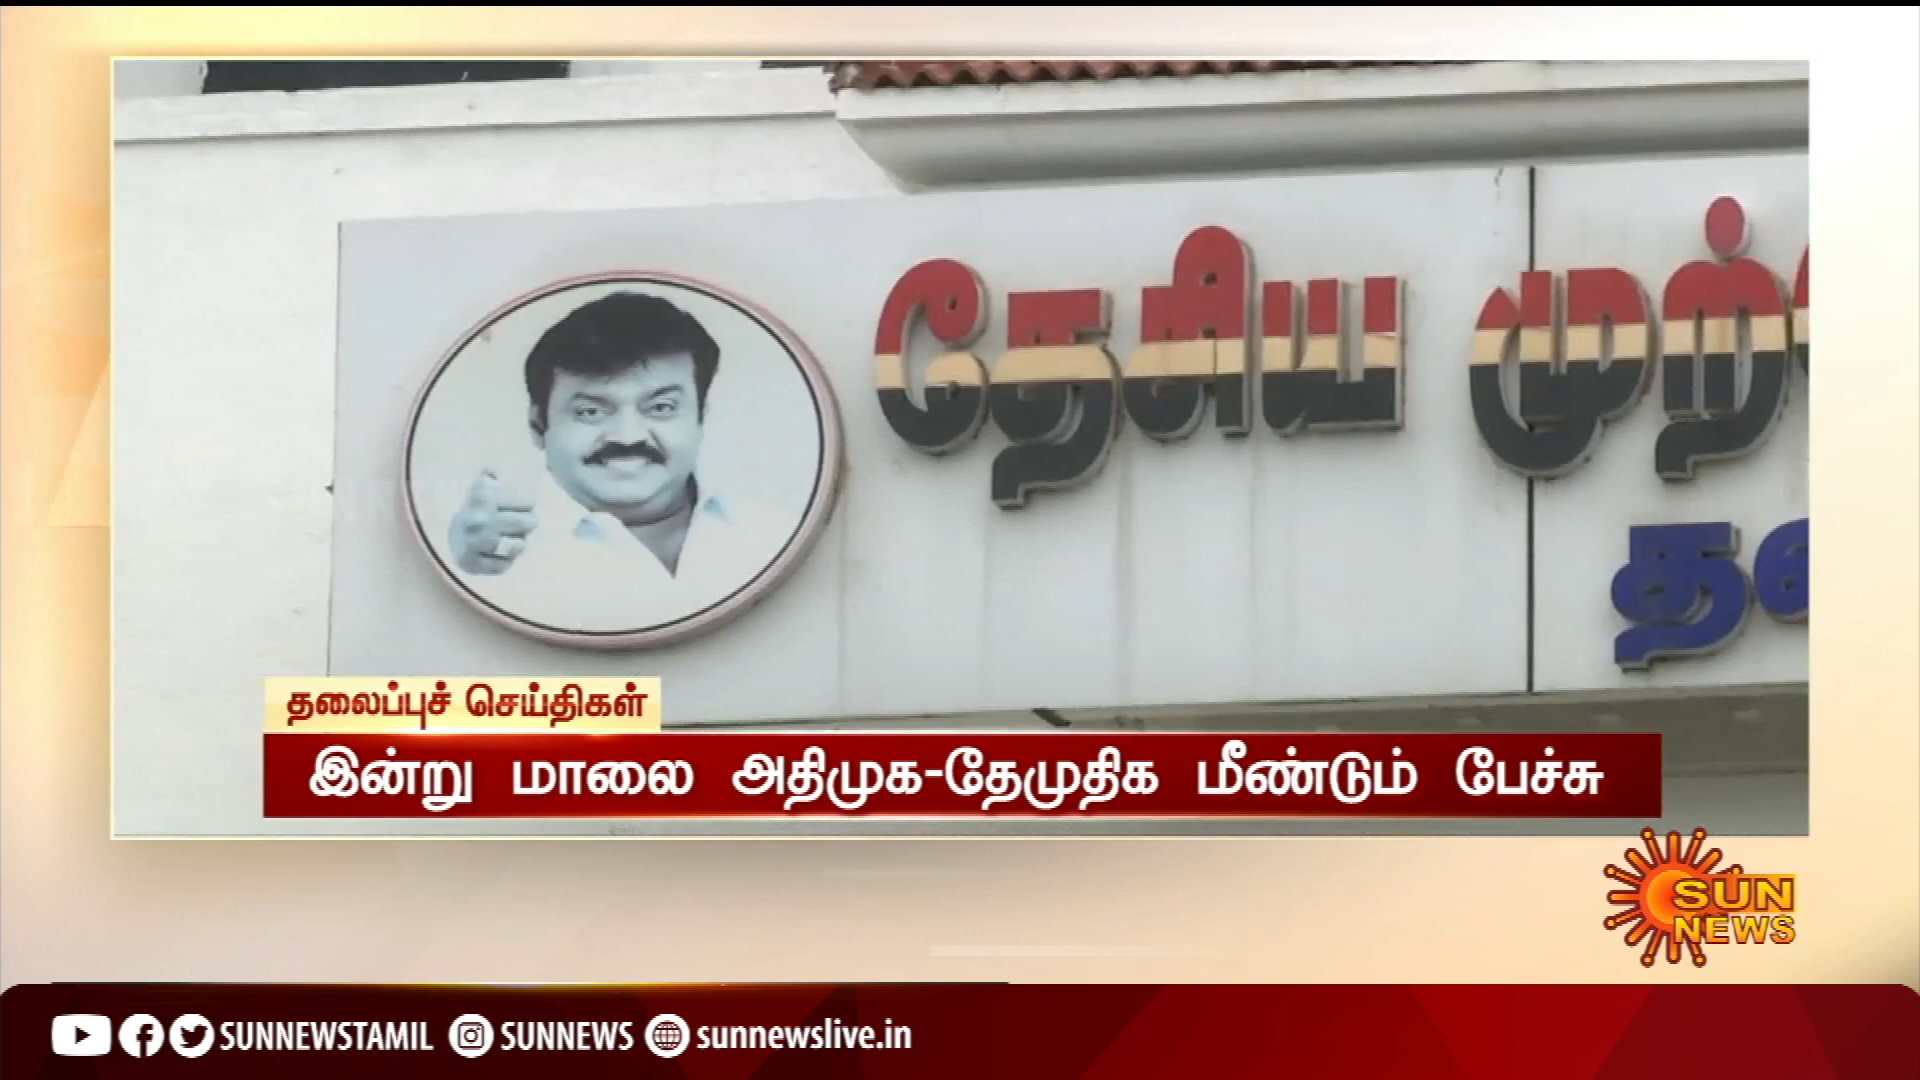 தேசிய முற்
தலைப்புச் செய்திகள்
இன்று மாலை அதிமுக-தேமுதிக மீண்டும் பேச்சு
SUN
NEWS
SUNNEWSTAMIL SUNNEWS sunnewslive.in